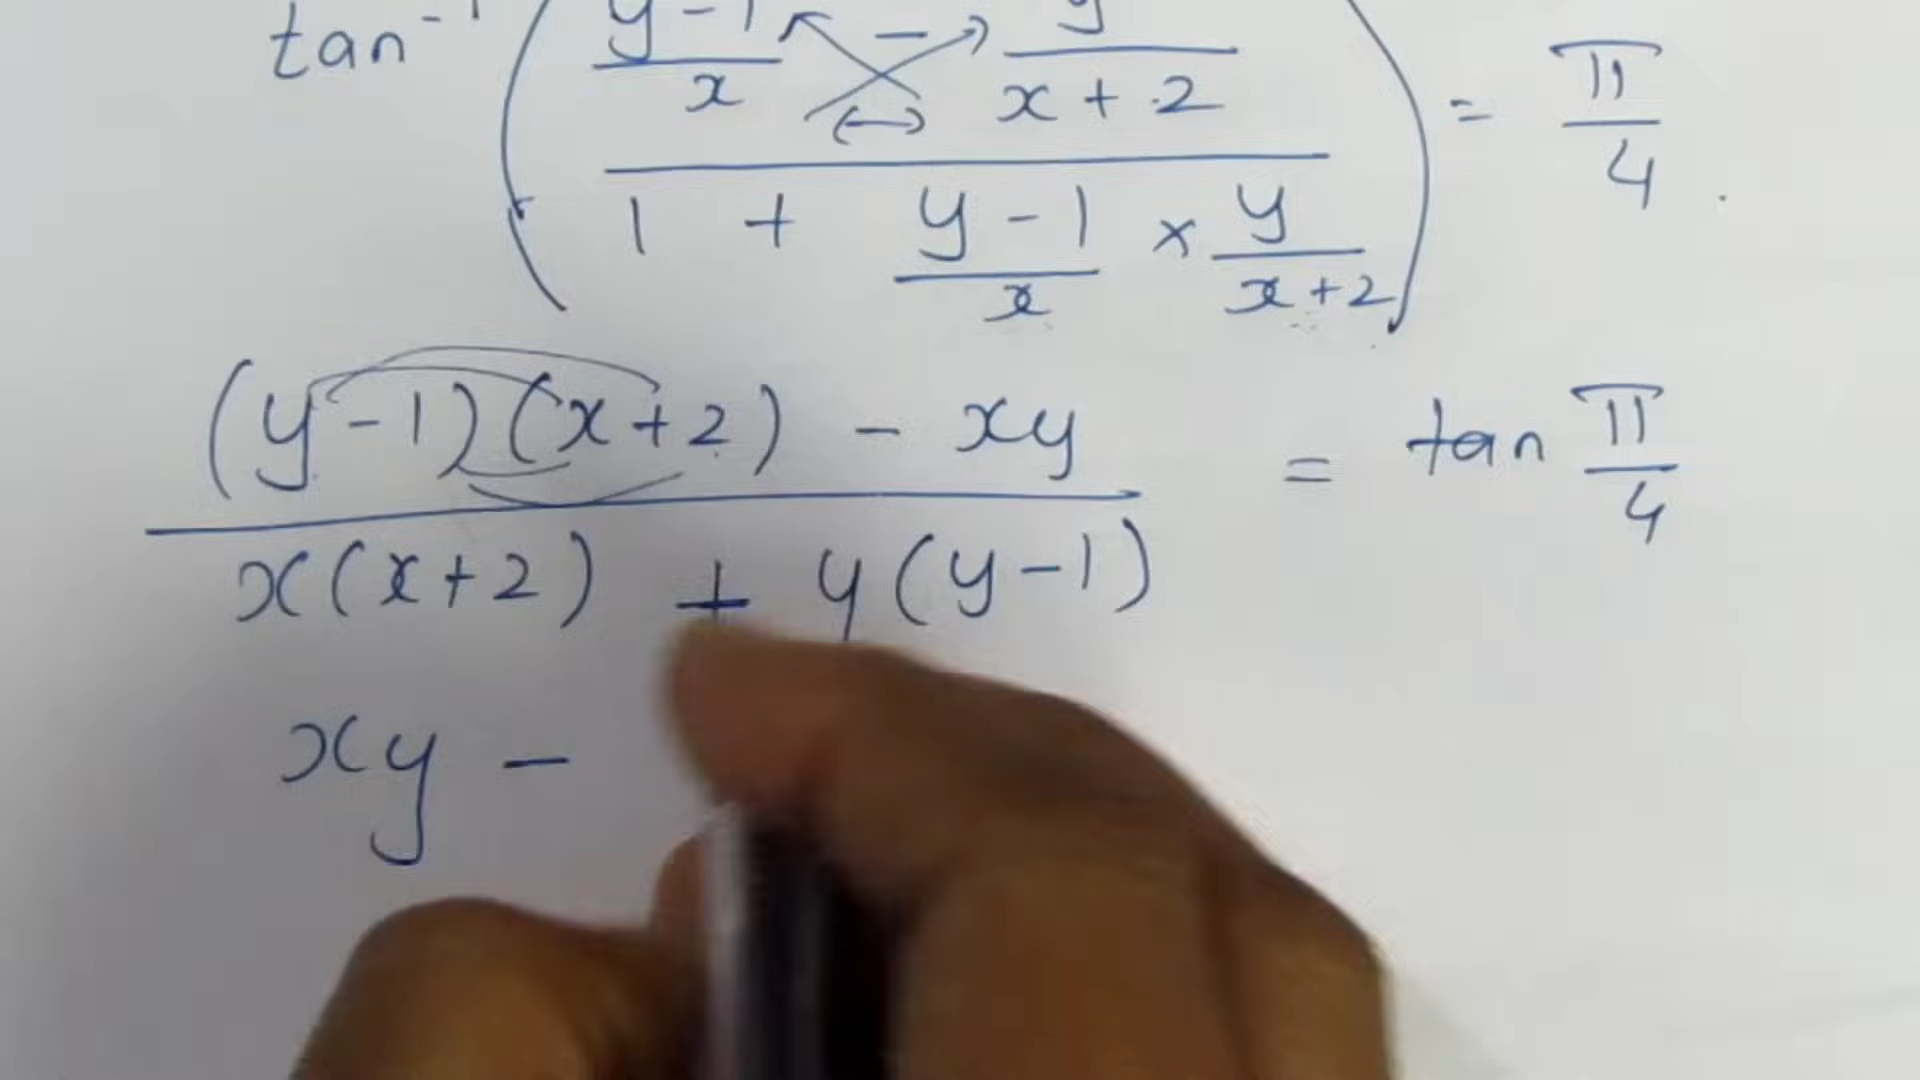 tan⁻¹ ( (y-1)/x - y/(x+2) ) / ( 1 + (y-1)/x × y/(x+2) ) = π/4 .
( (y-1)(x+2) - xy ) / ( x(x+2) + y(y-1) ) = tan π/4
xy -